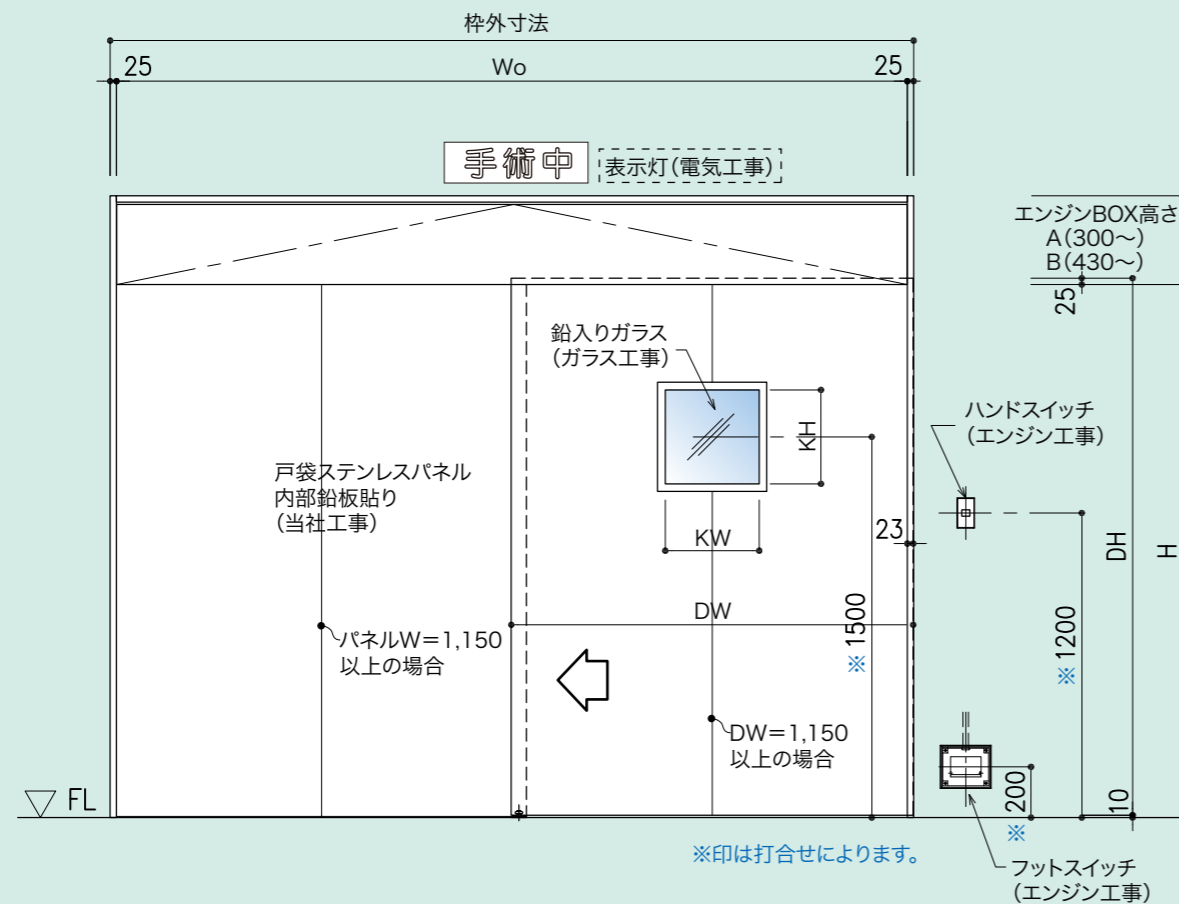 枠外寸法
25
Wo
25
手術中
表示灯(電気工事)
エンジンBOX高さ
A(300～)
B(430～)
25
鉛入りガラス
(ガラス工事)
KH
ハンドスイッチ
(エンジン工事)
戸袋ステンレスパネル
内部鉛板貼り
(当社工事)
KW
23
DH
H
DW
※1500
※1200
パネルW＝1,150
以上の場合
DW＝1,150
以上の場合
FL
※200
10
※印は打合せによります。
フットスイッチ
(エンジン工事)